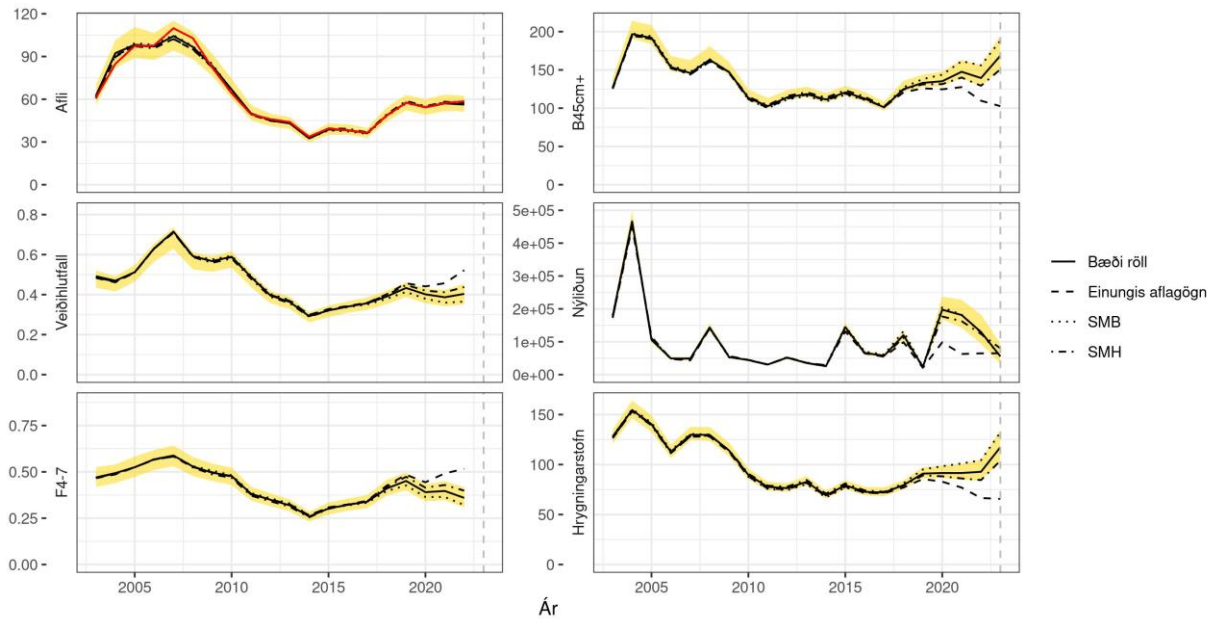 120
90
60
30
0
Afli
200
150
100
50
0
B45cm+
0.8
0.6
0.4
0.2
0.0
Veiðihlutfall
5e+05
4e+05
3e+05
2e+05
1e+05
0e+00
Nýliðun
0.75
0.50
0.25
0.00
F4-7
150
100
50
0
Hrygningarstofn
2005
2010
2015
2020
2005
2010
2015
2020
Ár
Bæði röll
Einungis aflagögn
SMB
SMH